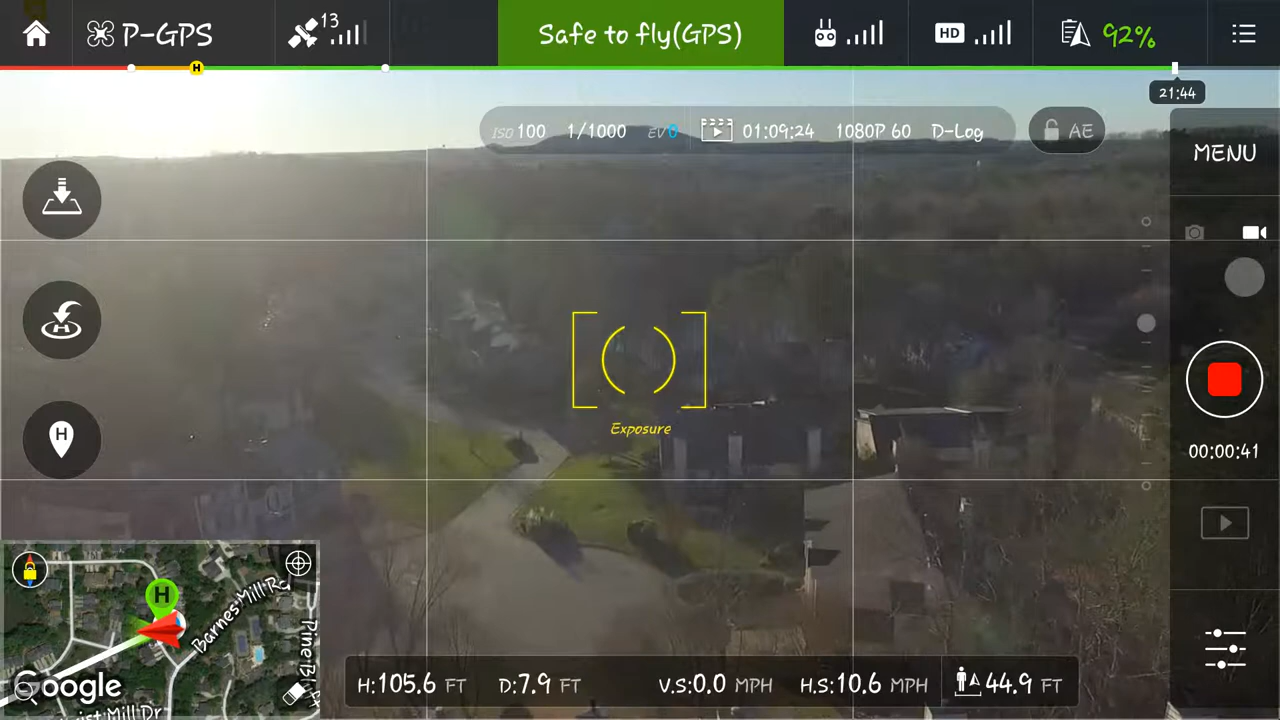 P-GPS
13
Safe to fly(GPS)
HD
92%
H
21:44
ISO 100 1/1000 EV 0 01:09:24 1080P 60 D-Log
AE
MENU
H
H
Exposure
00:00:41
H
Barnes Mill Rd
Google
H:105.6 FT D:7.9 FT V.S:0.0 MPH H.S:10.6 MPH 44.9 FT